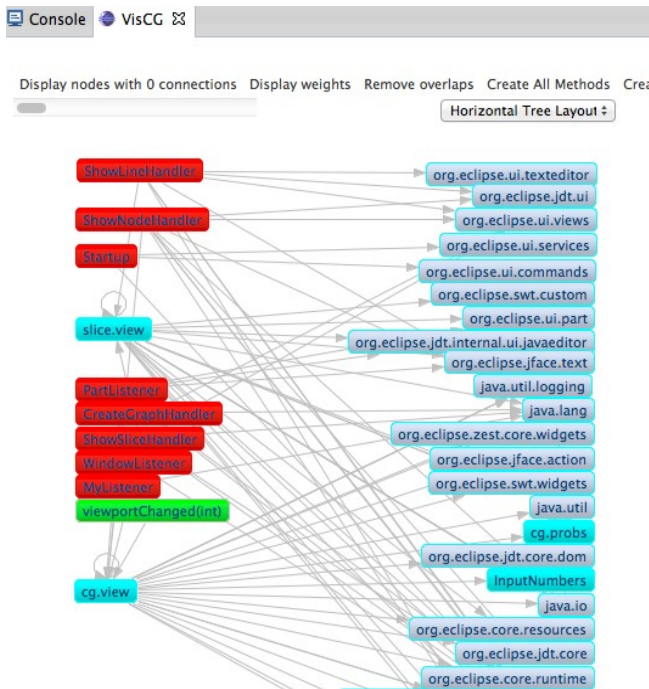 Console VisCG
Display nodes with 0 connections Display weights Remove overlaps Create All Methods Crea
Horizontal Tree Layout
ShowLineHandler
org.eclipse.ui.texteditor
org.eclipse.jdt.ui
ShowNodeHandler
org.eclipse.ui.views
org.eclipse.ui.services
Startup
org.eclipse.ui.commands
org.eclipse.swt.custom
org.eclipse.ui.part
slice.view
org.eclipse.jdt.internal.ui.javaeditor
org.eclipse.jface.text
PartListener
java.util.logging
CreateGraphHandler
java.lang
ShowSliceHandler
org.eclipse.zest.core.widgets
WindowListener
org.eclipse.jface.action
MyListener
org.eclipse.swt.widgets
viewportChanged(int)
java.util
cg.probs
org.eclipse.jdt.core.dom
InputNumbers
cg.view
java.io
org.eclipse.core.resources
org.eclipse.jdt.core
org.eclipse.core.runtime